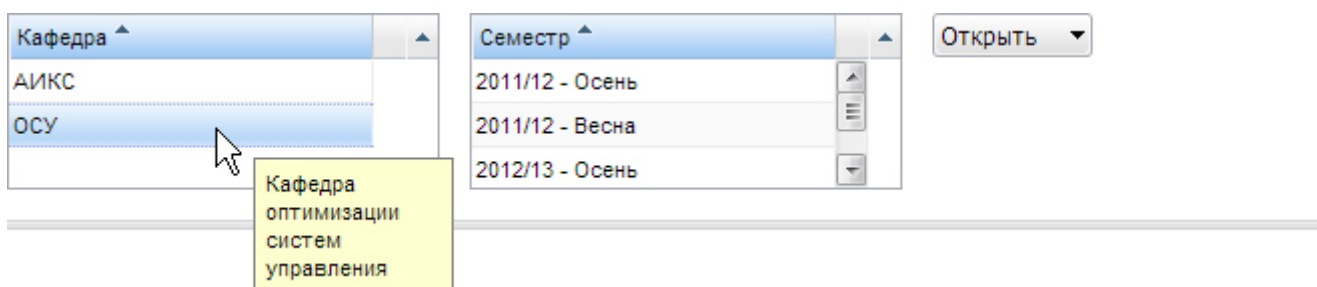 Кафедра
Семестр
Открыть
АИКС
2011/12 - Осень
ОСУ
2011/12 - Весна
2012/13 - Осень
Кафедра
оптимизации
систем
управления